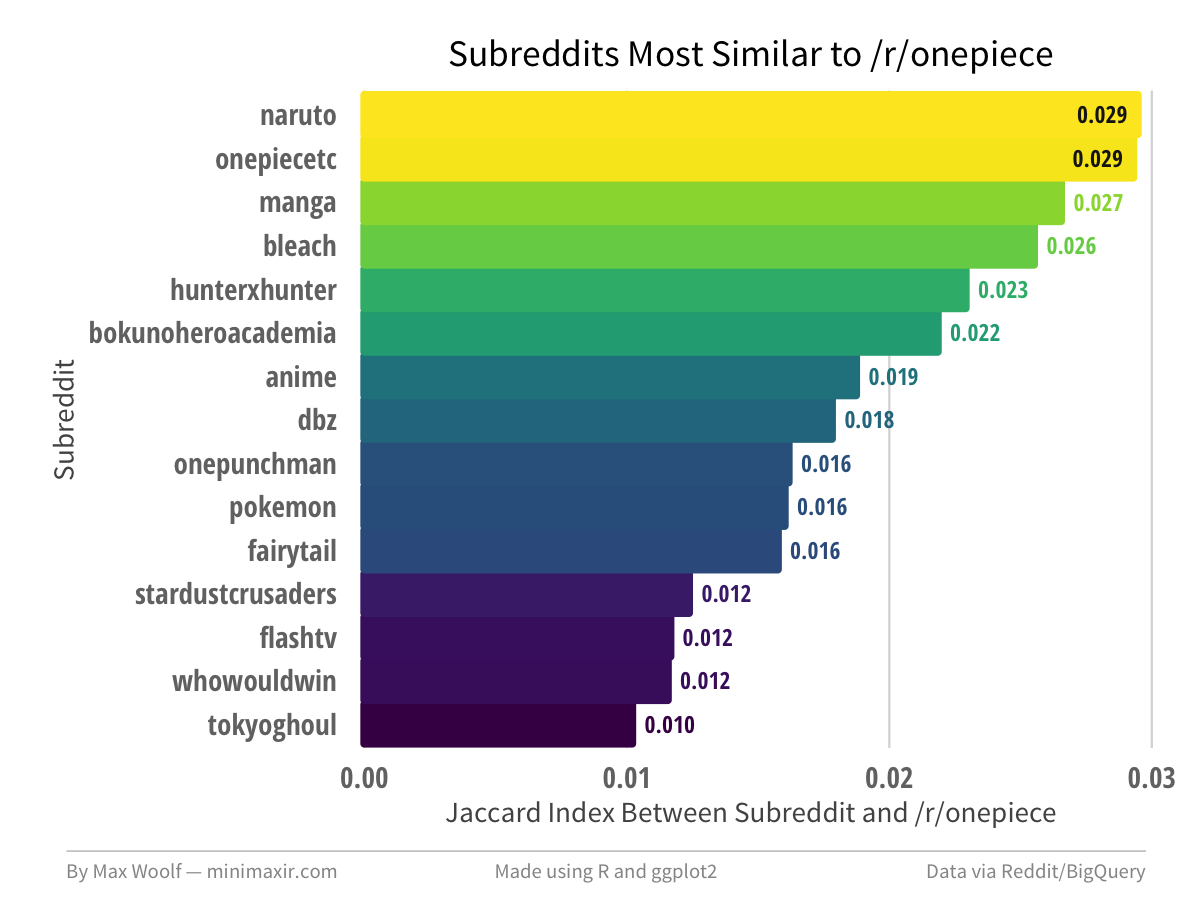 Subreddits Most Similar to /r/onepiece
naruto 0.029
onepiecetc 0.029
manga 0.027
bleach 0.026
hunterxhunter 0.023
bokunoheroacademia 0.022
anime 0.019
dbz 0.018
onepunchman 0.016
pokemon 0.016
fairytail 0.016
stardustcrusaders 0.012
flashtv 0.012
whowouldwin 0.012
tokyoghoul 0.010
Subreddit
0.00 0.01 0.02 0.03
Jaccard Index Between Subreddit and /r/onepiece
By Max Woolf — minimaxir.com Made using R and ggplot2 Data via Reddit/BigQuery